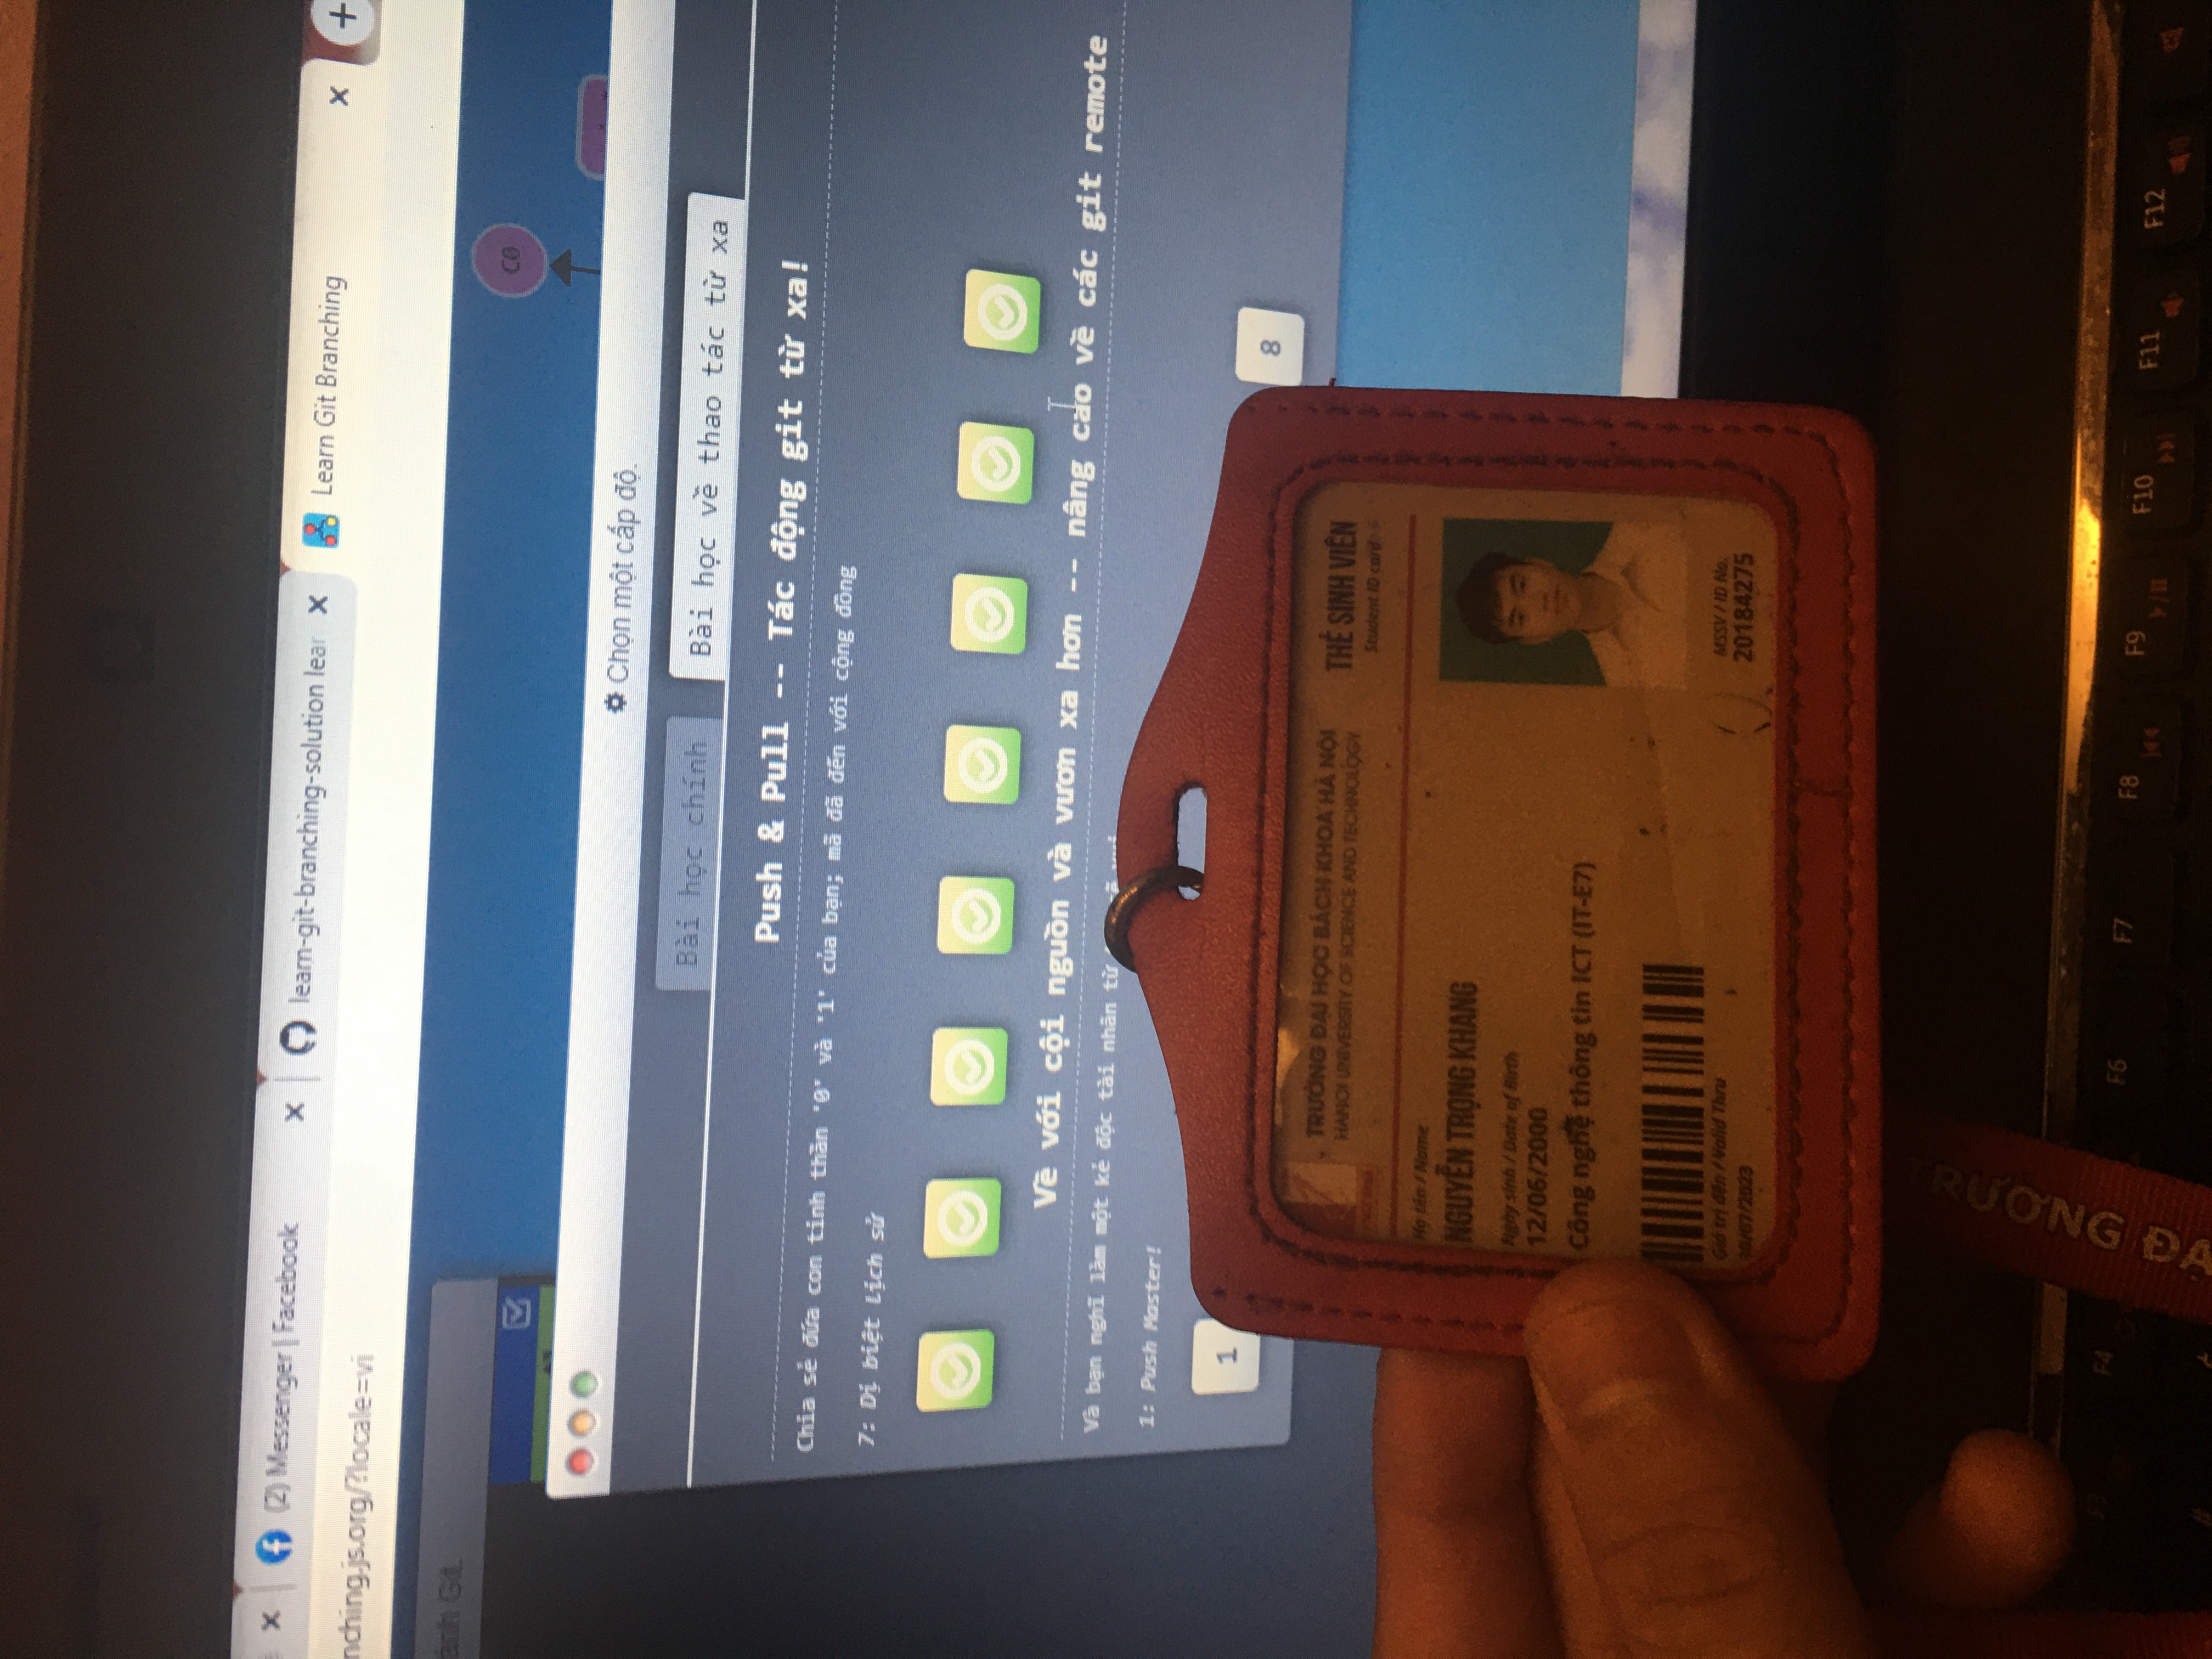 (2) Messenger | Facebook
learn-git-branching-solution lear
Learn Git Branching
nching.js.org/?locale=vi
ánh Git.
C0
Chọn một cấp độ.
Bài học chính
Bài học về thao tác từ xa
Push & Pull -- Tác động git từ xa!
Chia sẻ đứa con tinh thần '0' và '1' của bạn; mã đã đến với cộng đồng
7: Dị biệt lịch sử
Về với cội nguồn và vươn xa hơn -- nâng cao về các git remote
Và bạn nghĩ làm một kẻ độc tài nhân từ
1: Push Master!
1
8
TRƯỜNG ĐẠI HỌC BÁCH KHOA HÀ NỘI
HANOI UNIVERSITY OF SCIENCE AND TECHNOLOGY
THẺ SINH VIÊN
Student ID card
Họ tên / Name
NGUYỄN TRỌNG KHANG
Ngày sinh / Date of Birth
12/06/2000
Công nghệ thông tin ICT (IT-E7)
Giá trị đến / Valid Thru
30/07/2023
MSSV / ID No.
20184275
TRƯỜNG ĐẠ
F3
F4
F6
F7
F8
F9
F10
F11
F12